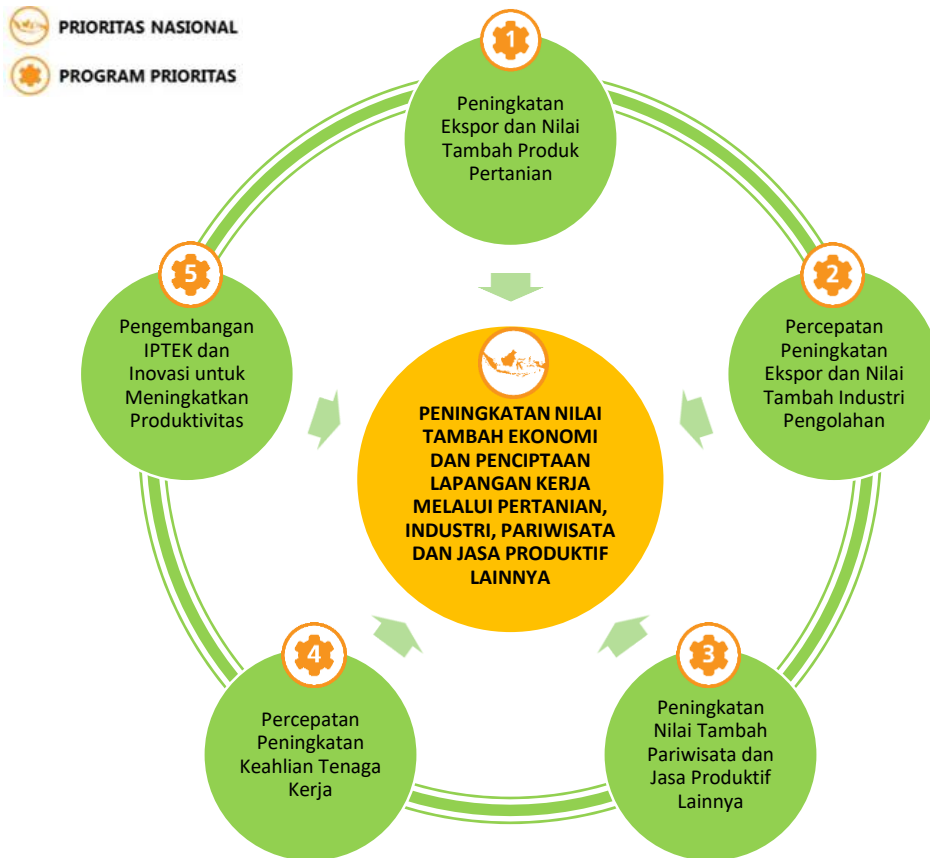 PRIORITAS NASIONAL
PROGRAM PRIORITAS
1
Peningkatan
Ekspor dan Nilai
Tambah Produk
Pertanian
2
Percepatan
Peningkatan
Ekspor dan Nilai
Tambah Industri
Pengolahan
3
Peningkatan
Nilai Tambah
Pariwisata dan
Jasa Produktif
Lainnya
4
Percepatan
Peningkatan
Keahlian Tenaga
Kerja
5
Pengembangan
IPTEK dan
Inovasi untuk
Meningkatkan
Produktivitas
PENINGKATAN NILAI
TAMBAH EKONOMI
DAN PENCIPTAAN
LAPANGAN KERJA
MELALUI PERTANIAN,
INDUSTRI, PARIWISATA
DAN JASA PRODUKTIF
LAINNYA